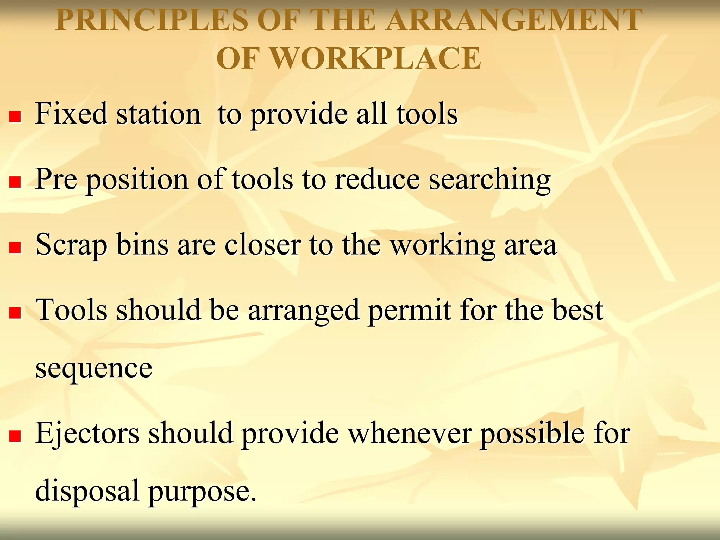 PRINCIPLES OF THE ARRANGEMENT
OF WORKPLACE
Fixed station to provide all tools
Pre position of tools to reduce searching
Scrap bins are closer to the working area
Tools should be arranged permit for the best
sequence
Ejectors should provide whenever possible for
disposal purpose.